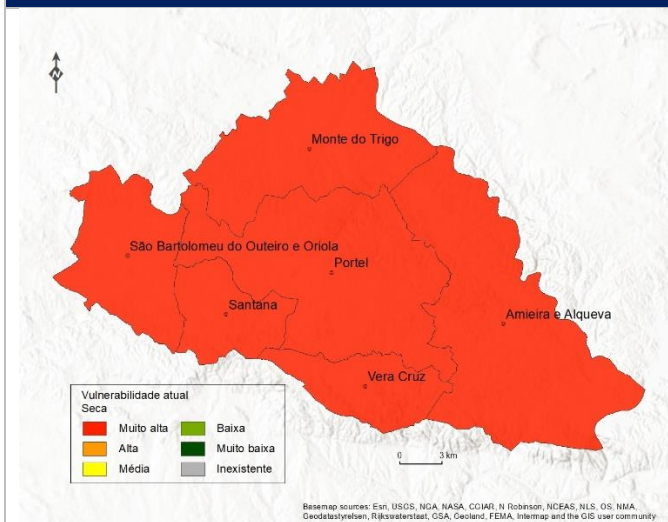 N
Monte do Trigo
São Bartolomeu do Outeiro e Oriola
Portel
Santana
Amieira e Alqueva
Vera Cruz
Vulnerabilidade atual
Seca
Muito alta
Baixa
Alta
Muito baixa
Média
Inexistente
0 3 km
Basemap sources: Esri, USGS, NGA, NASA, CGIAR, N Robinson, NCEAS, NLS, OS, NMA,
Geodatastyrelsen, Rijkswaterstaat, GSA, Geoland, FEMA, Intermap and the GIS user community